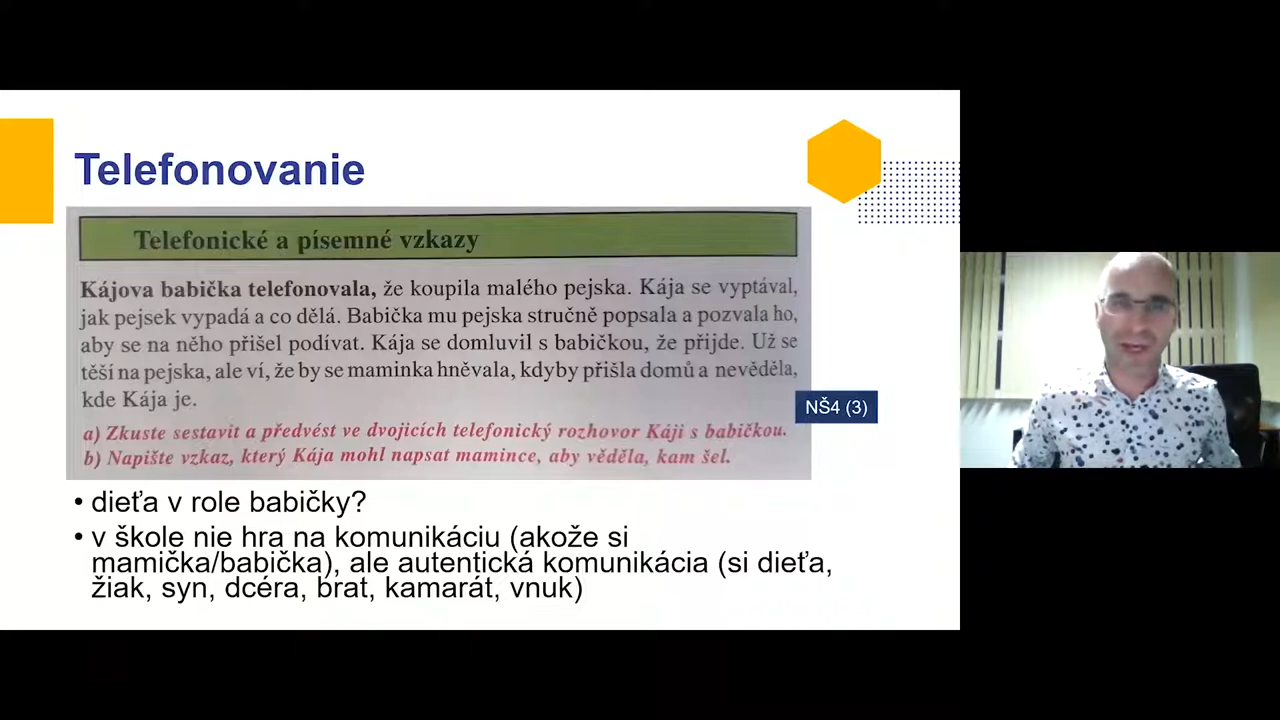 Telefonovanie
Telefonické a písemné vzkazy
Kájova babička telefonovala, že koupila malého pejska. Kája se vyptával,
jak pejsek vypadá a co dělá. Babička mu pejska stručně popsala a pozvala ho,
aby se na něho přišel podívat. Kája se domluvil s babičkou, že přijde. Už se
těší na pejska, ale ví, že by se maminka hněvala, kdyby přišla domů a nevěděla,
kde Kája je.
a) Zkuste sestavit a předvést ve dvojicích telefonický rozhovor Káji s babičkou.
b) Napište vzkaz, který Kája mohl napsat mamince, aby věděla, kam šel.
NŠ4 (3)
• dieťa v role babičky?
• v škole nie hra na komunikáciu (akože si
mamička/babička), ale autentická komunikácia (si dieťa,
žiak, syn, dcéra, brat, kamarát, vnuk)